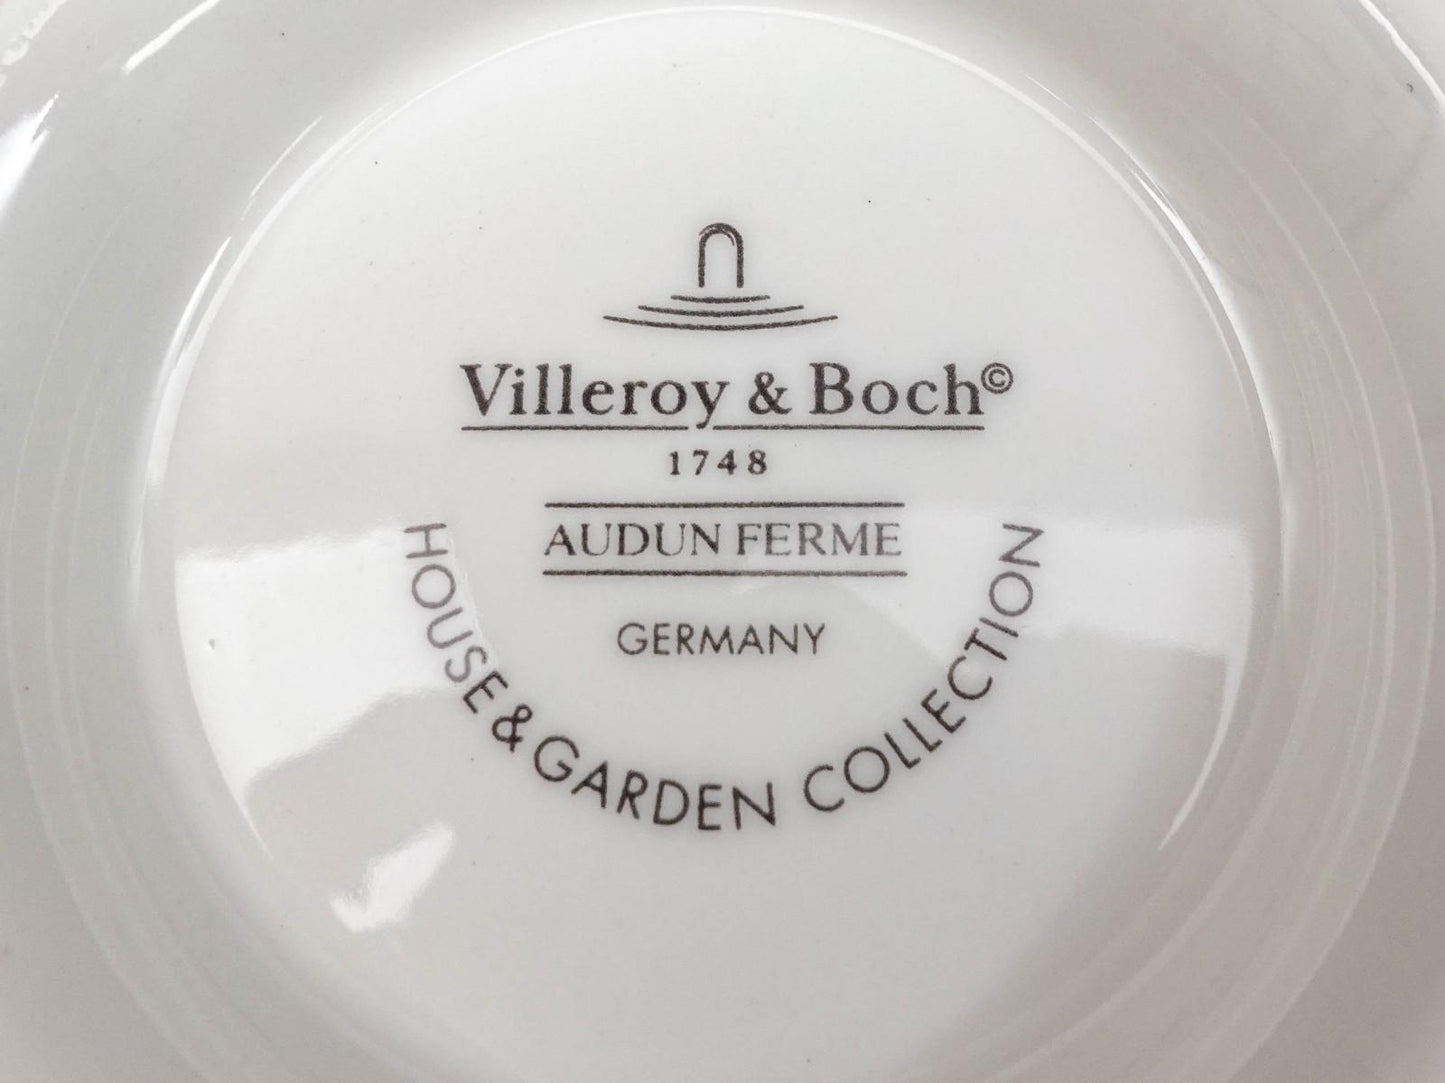 Villeroy & Boch©
1748
AUDUN FERME
GERMANY
HOUSE & GARDEN COLLECTION